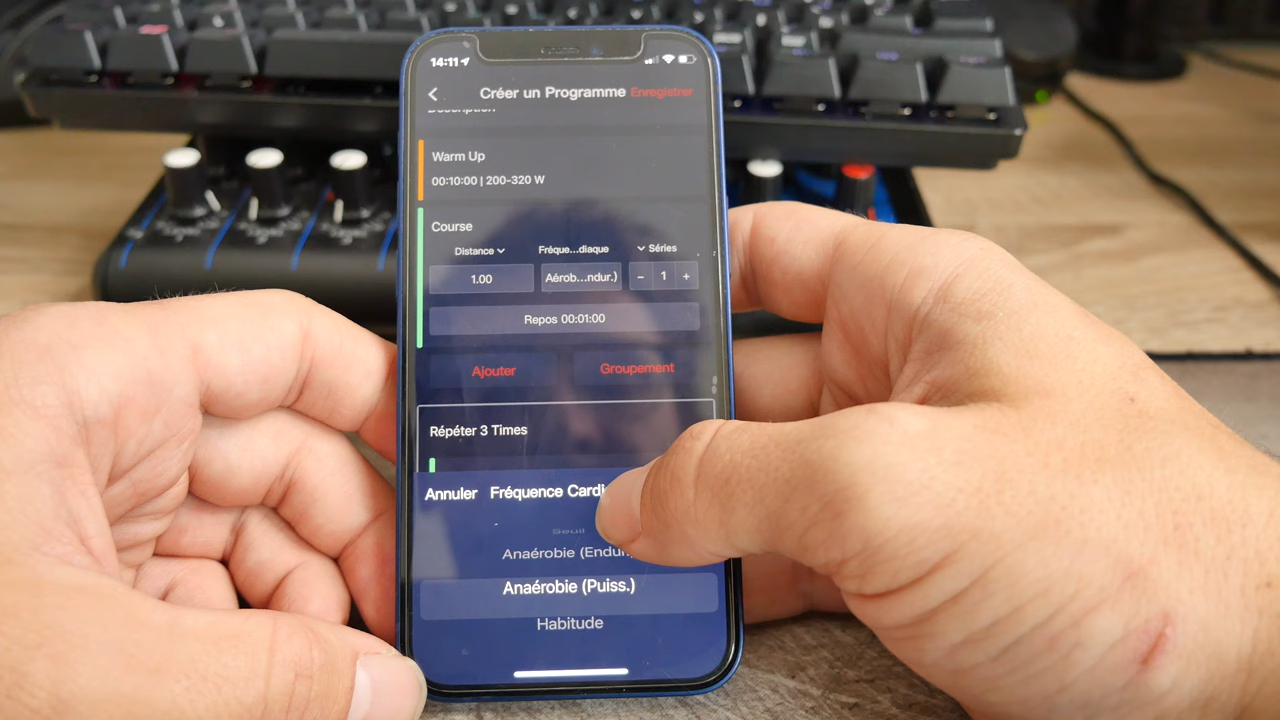 14:11
Créer un Programme Enregistrer
Description
Warm Up
00:10:00 | 200-320 W
Course
Distance Fréque...diaque Séries
1.00 Aérob...ndur.) − 1 +
Repos 00:01:00
Ajouter Groupement
Répéter 3 Times
Annuler Fréquence Cardi
Seuil
Anaérobie (Endur.
Anaérobie (Puiss.)
Habitude